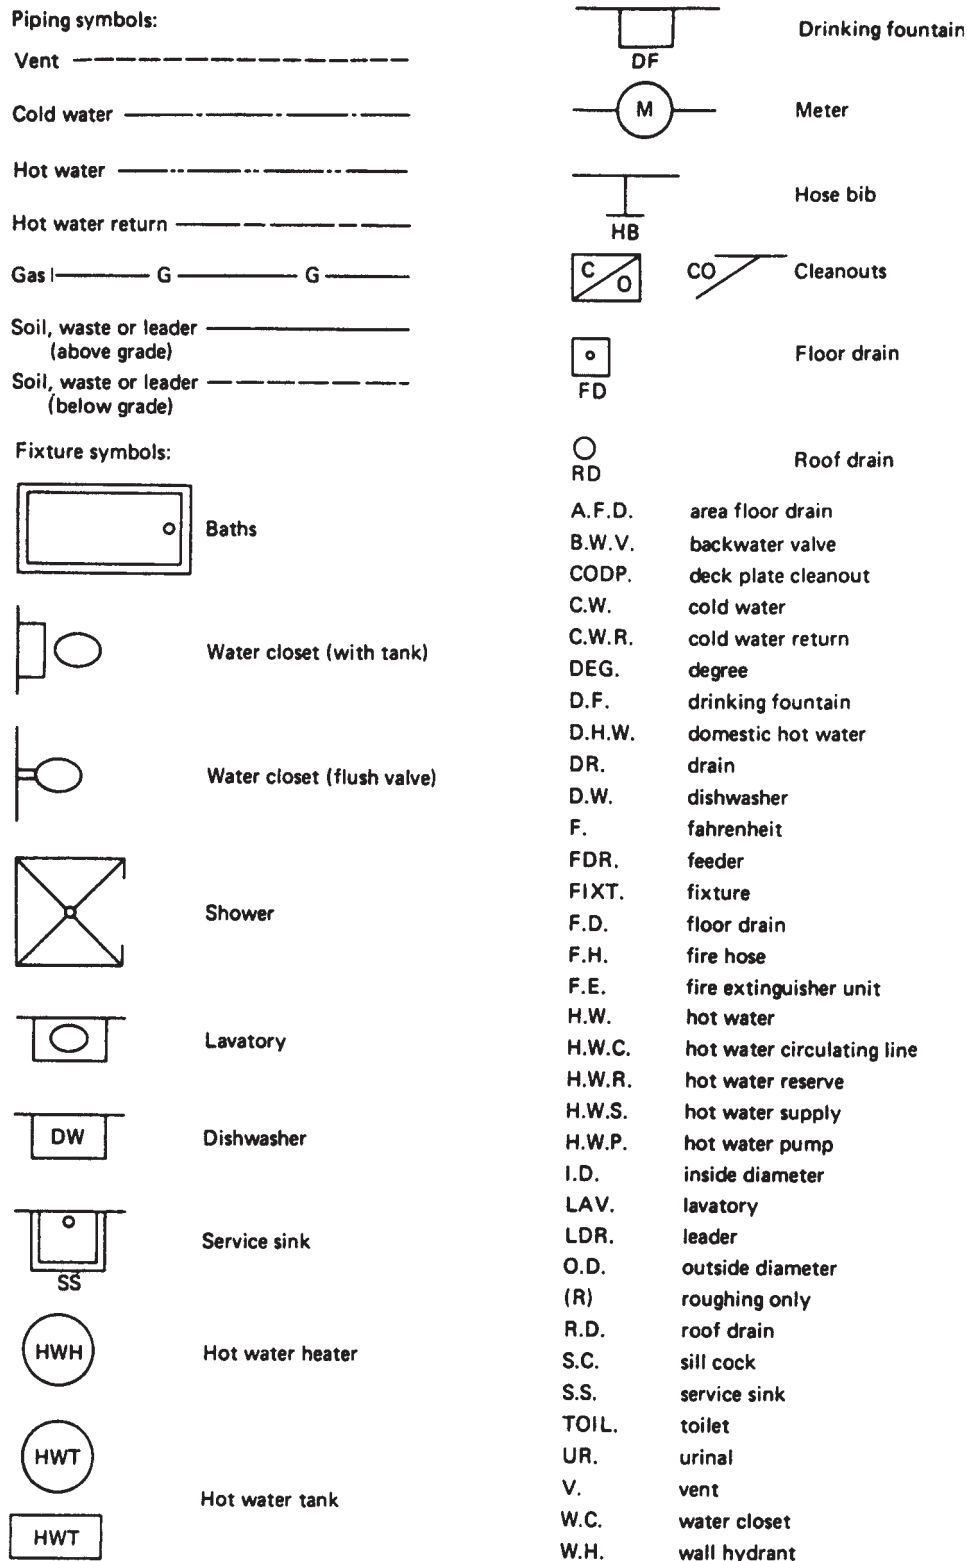 Piping symbols:
Vent
Cold water
Hot water
Hot water return
Gas
G G
Soil, waste or leader
(above grade)
Soil, waste or leader
(below grade)
Fixture symbols:
Baths
Water closet (with tank)
Water closet (flush valve)
Shower
Lavatory
DW
Dishwasher
Service sink
SS
HWH
Hot water heater
HWT
Hot water tank
HWT
Drinking fountain
DF
M
Meter
Hose bib
HB
C
O
CO
Cleanouts
Floor drain
FD
RD
Roof drain
A.F.D. area floor drain
B.W.V. backwater valve
CODP. deck plate cleanout
C.W. cold water
C.W.R. cold water return
DEG. degree
D.F. drinking fountain
D.H.W. domestic hot water
DR. drain
D.W. dishwasher
F. fahrenheit
FDR. feeder
FIXT. fixture
F.D. floor drain
F.H. fire hose
F.E. fire extinguisher unit
H.W. hot water
H.W.C. hot water circulating line
H.W.R. hot water reserve
H.W.S. hot water supply
H.W.P. hot water pump
I.D. inside diameter
LAV. lavatory
LDR. leader
O.D. outside diameter
(R) roughing only
R.D. roof drain
S.C. sill cock
S.S. service sink
TOIL. toilet
UR. urinal
V. vent
W.C. water closet
W.H. wall hydrant